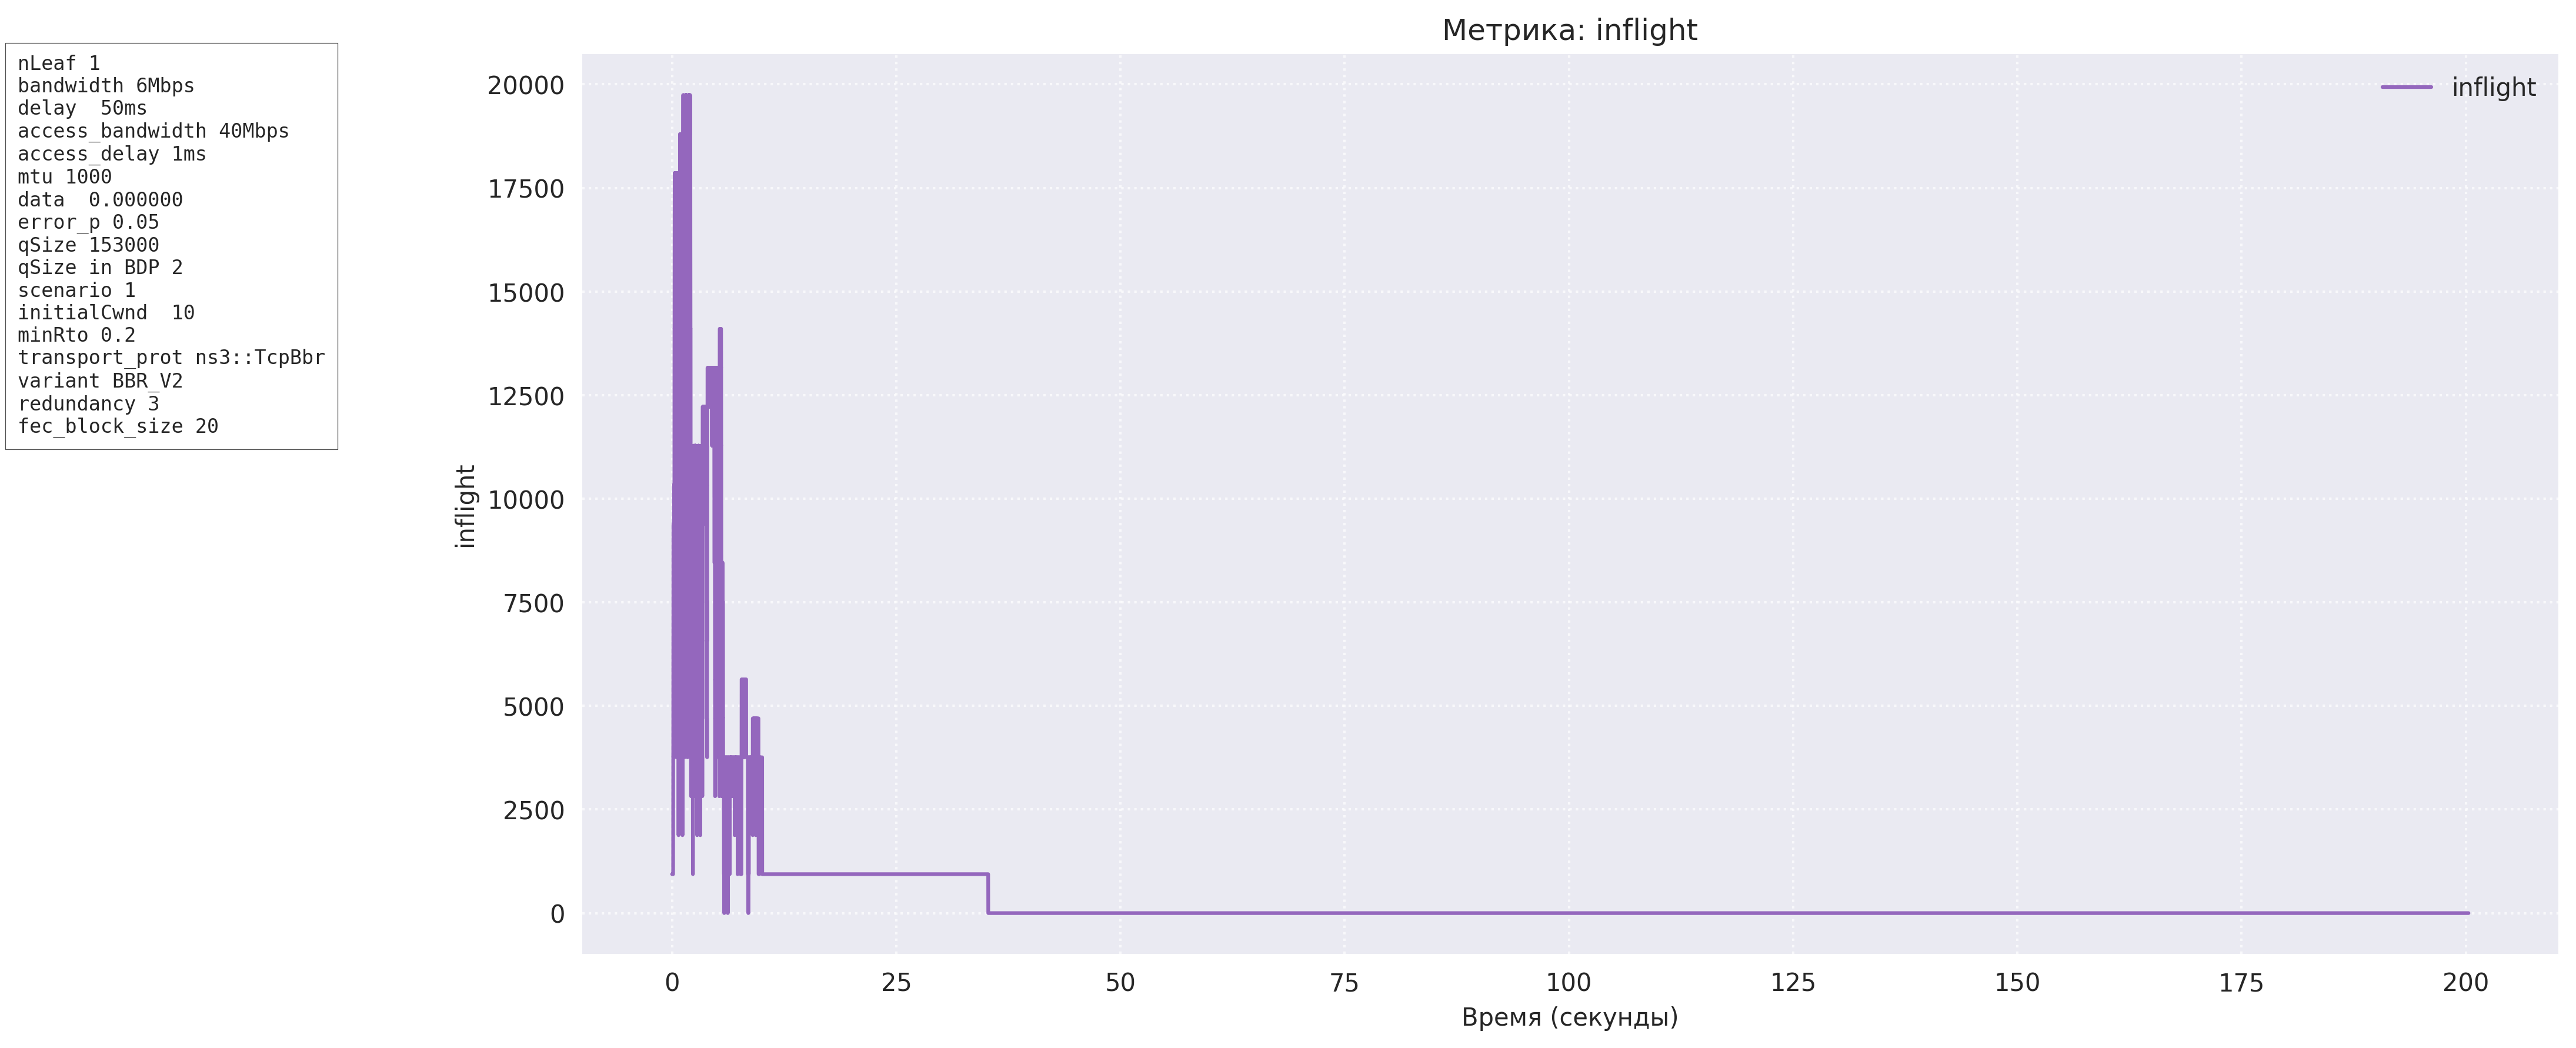 Метрика: inflight
nLeaf 1
bandwidth 6Mbps
delay  50ms
access_bandwidth 40Mbps
access_delay 1ms
mtu 1000
data  0.000000
error_p 0.05
qSize 153000
qSize in BDP 2
scenario 1
initialCwnd  10
minRto 0.2
transport_prot ns3::TcpBbr
variant BBR_V2
redundancy 3
fec_block_size 20
inflight
20000
17500
15000
12500
10000
7500
5000
2500
0
inflight
0 25 50 75 100 125 150 175 200
Время (секунды)